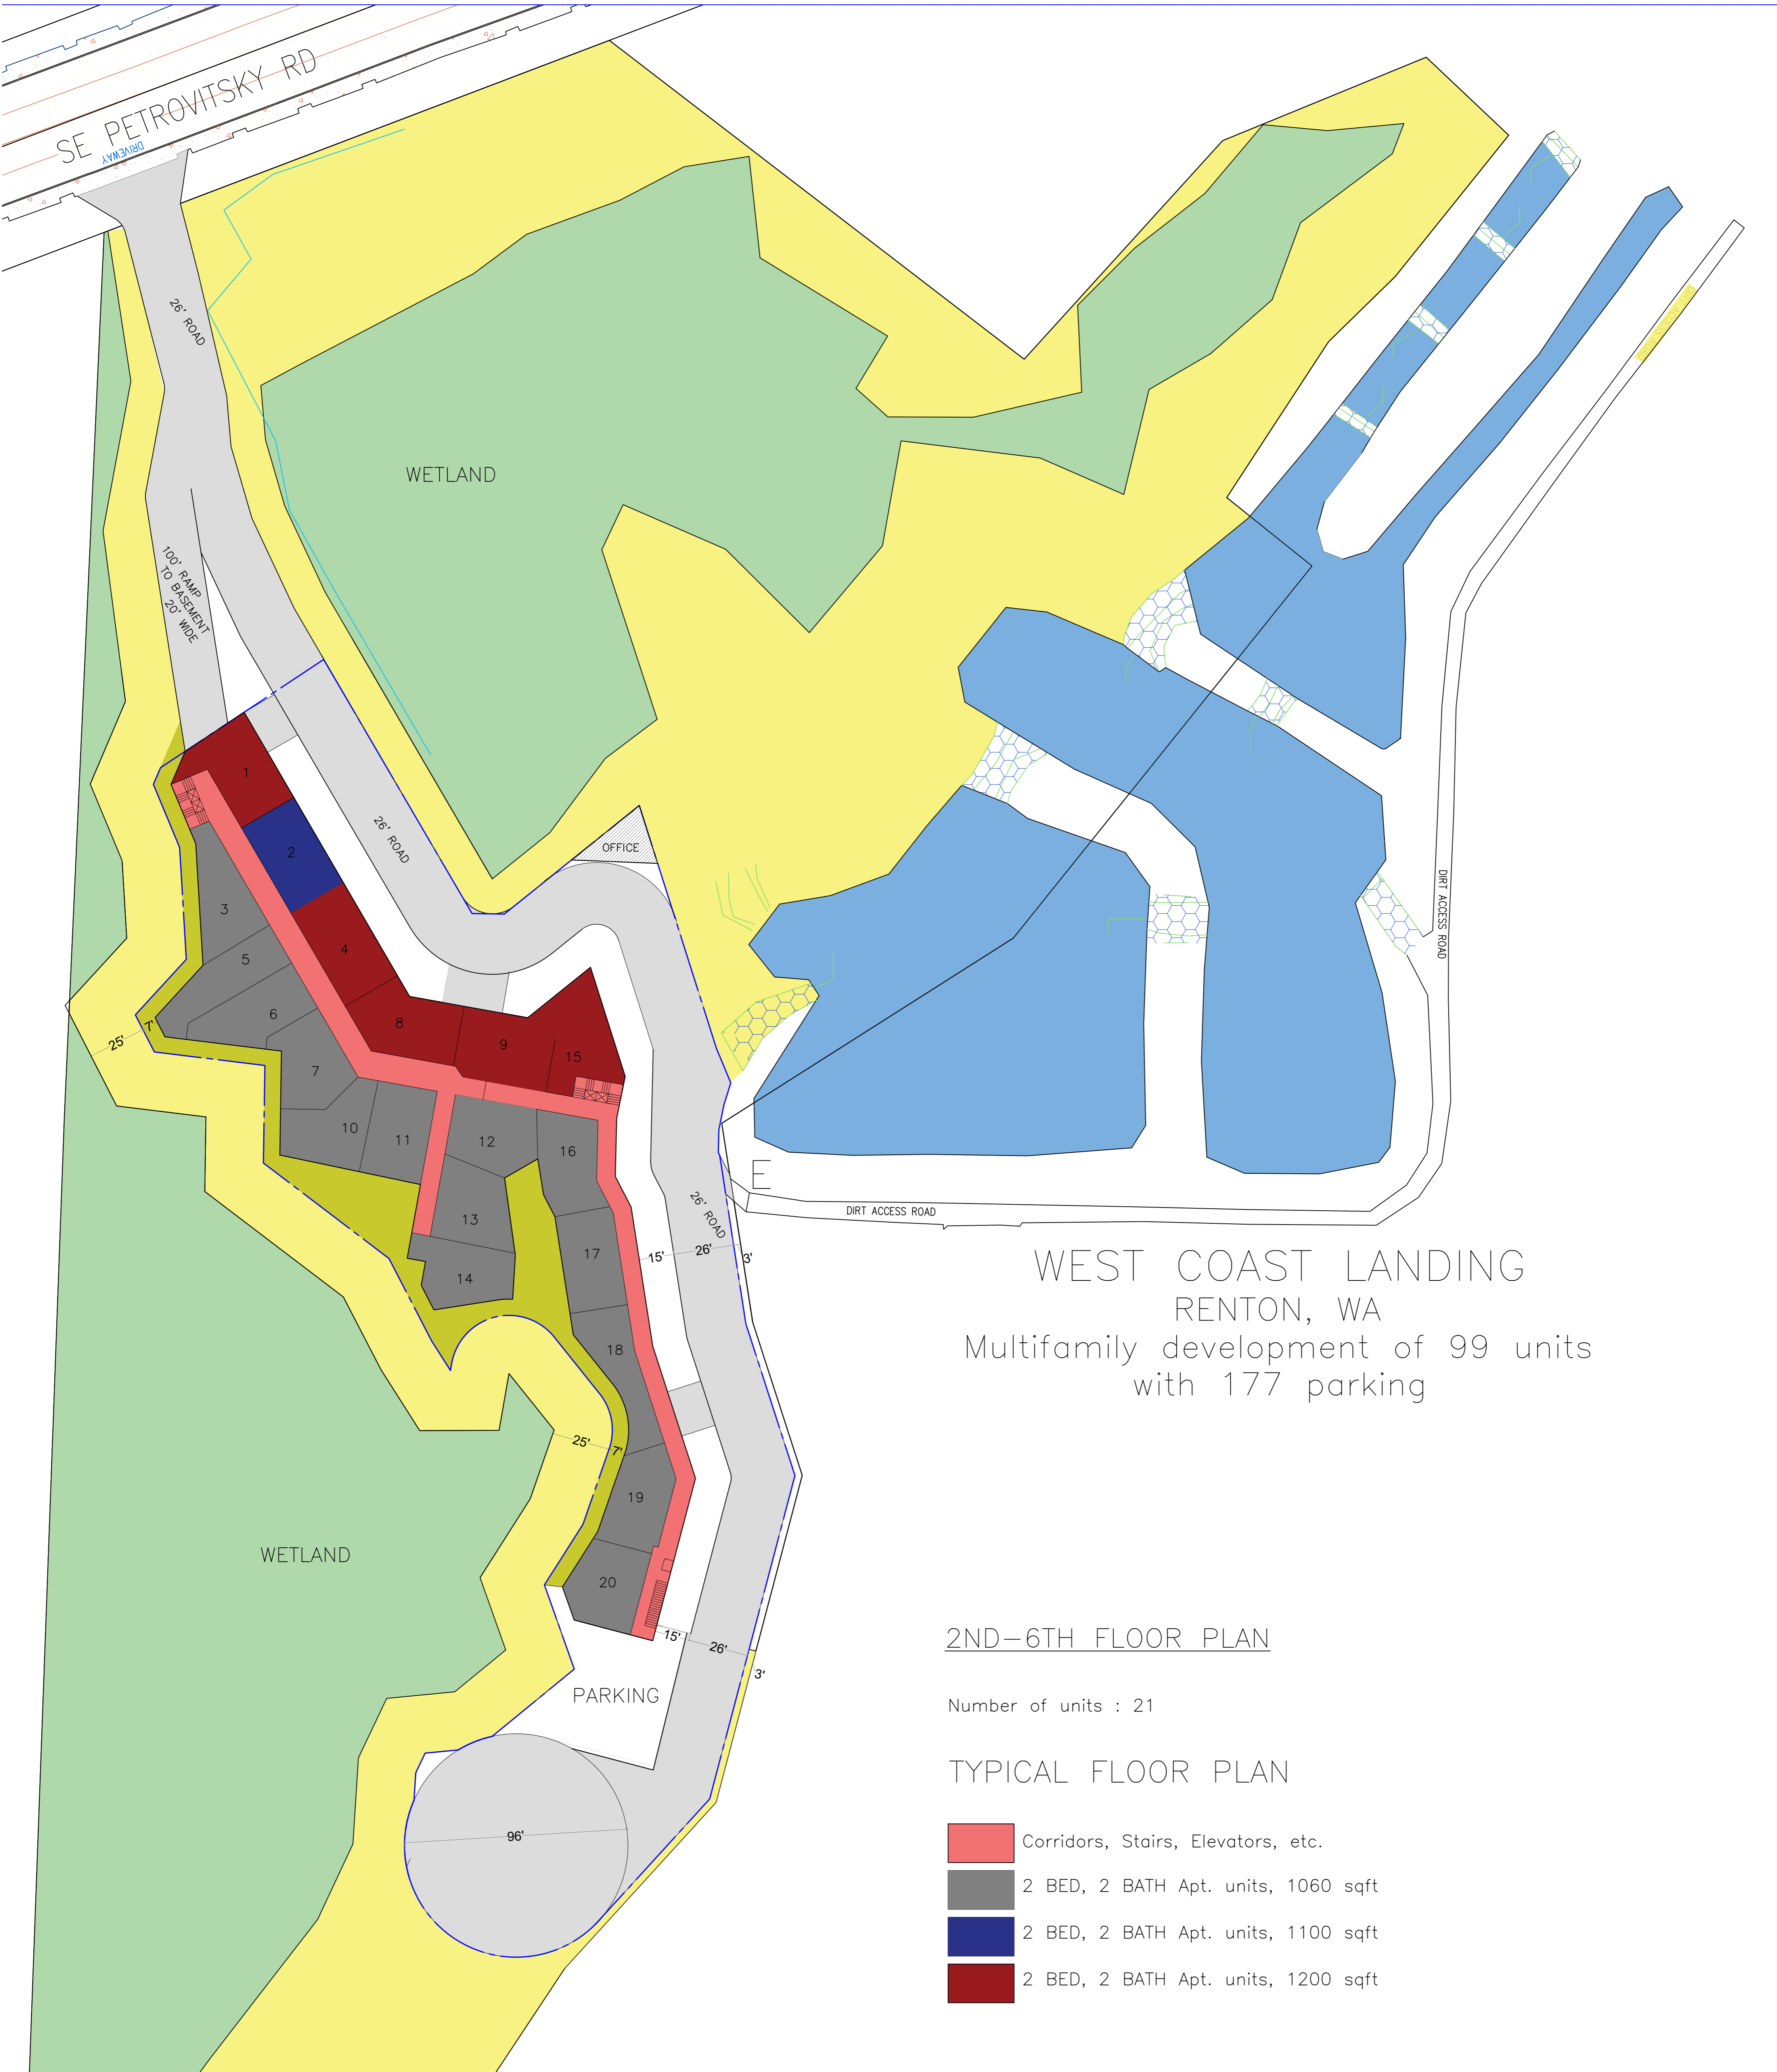 SE PETROVITSKY RD
DRIVEWAY
26' ROAD
WETLAND
100' RAMP
TO BASEMENT
20' WIDE
1
2
26' ROAD
OFFICE
3
4
5
6
7
8
9
15
25'
7'
10
11
12
16
13
14
17
18
19
20
E
DIRT ACCESS ROAD
DIRT ACCESS ROAD
26' ROAD
15'
26'
3'
WEST COAST LANDING
RENTON, WA
Multifamily development of 99 units
with 177 parking
25'
7'
WETLAND
15'
26'
3'
PARKING
96'
2ND-6TH FLOOR PLAN
Number of units : 21
TYPICAL FLOOR PLAN
Corridors, Stairs, Elevators, etc.
2 BED, 2 BATH Apt. units, 1060 sqft
2 BED, 2 BATH Apt. units, 1100 sqft
2 BED, 2 BATH Apt. units, 1200 sqft